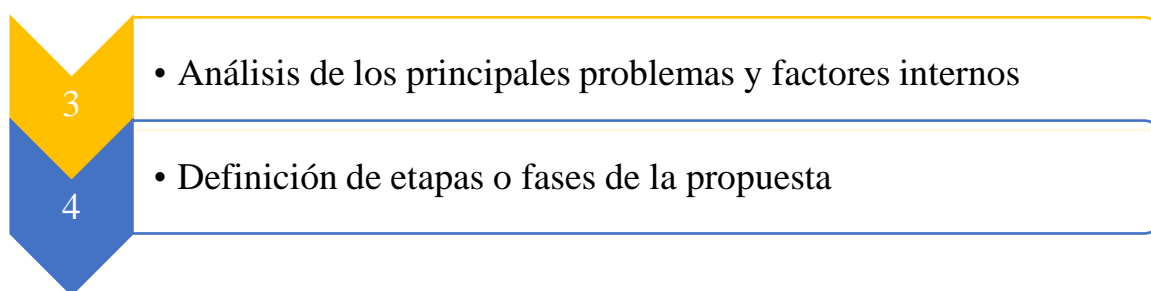 3
• Análisis de los principales problemas y factores internos
4
• Definición de etapas o fases de la propuesta